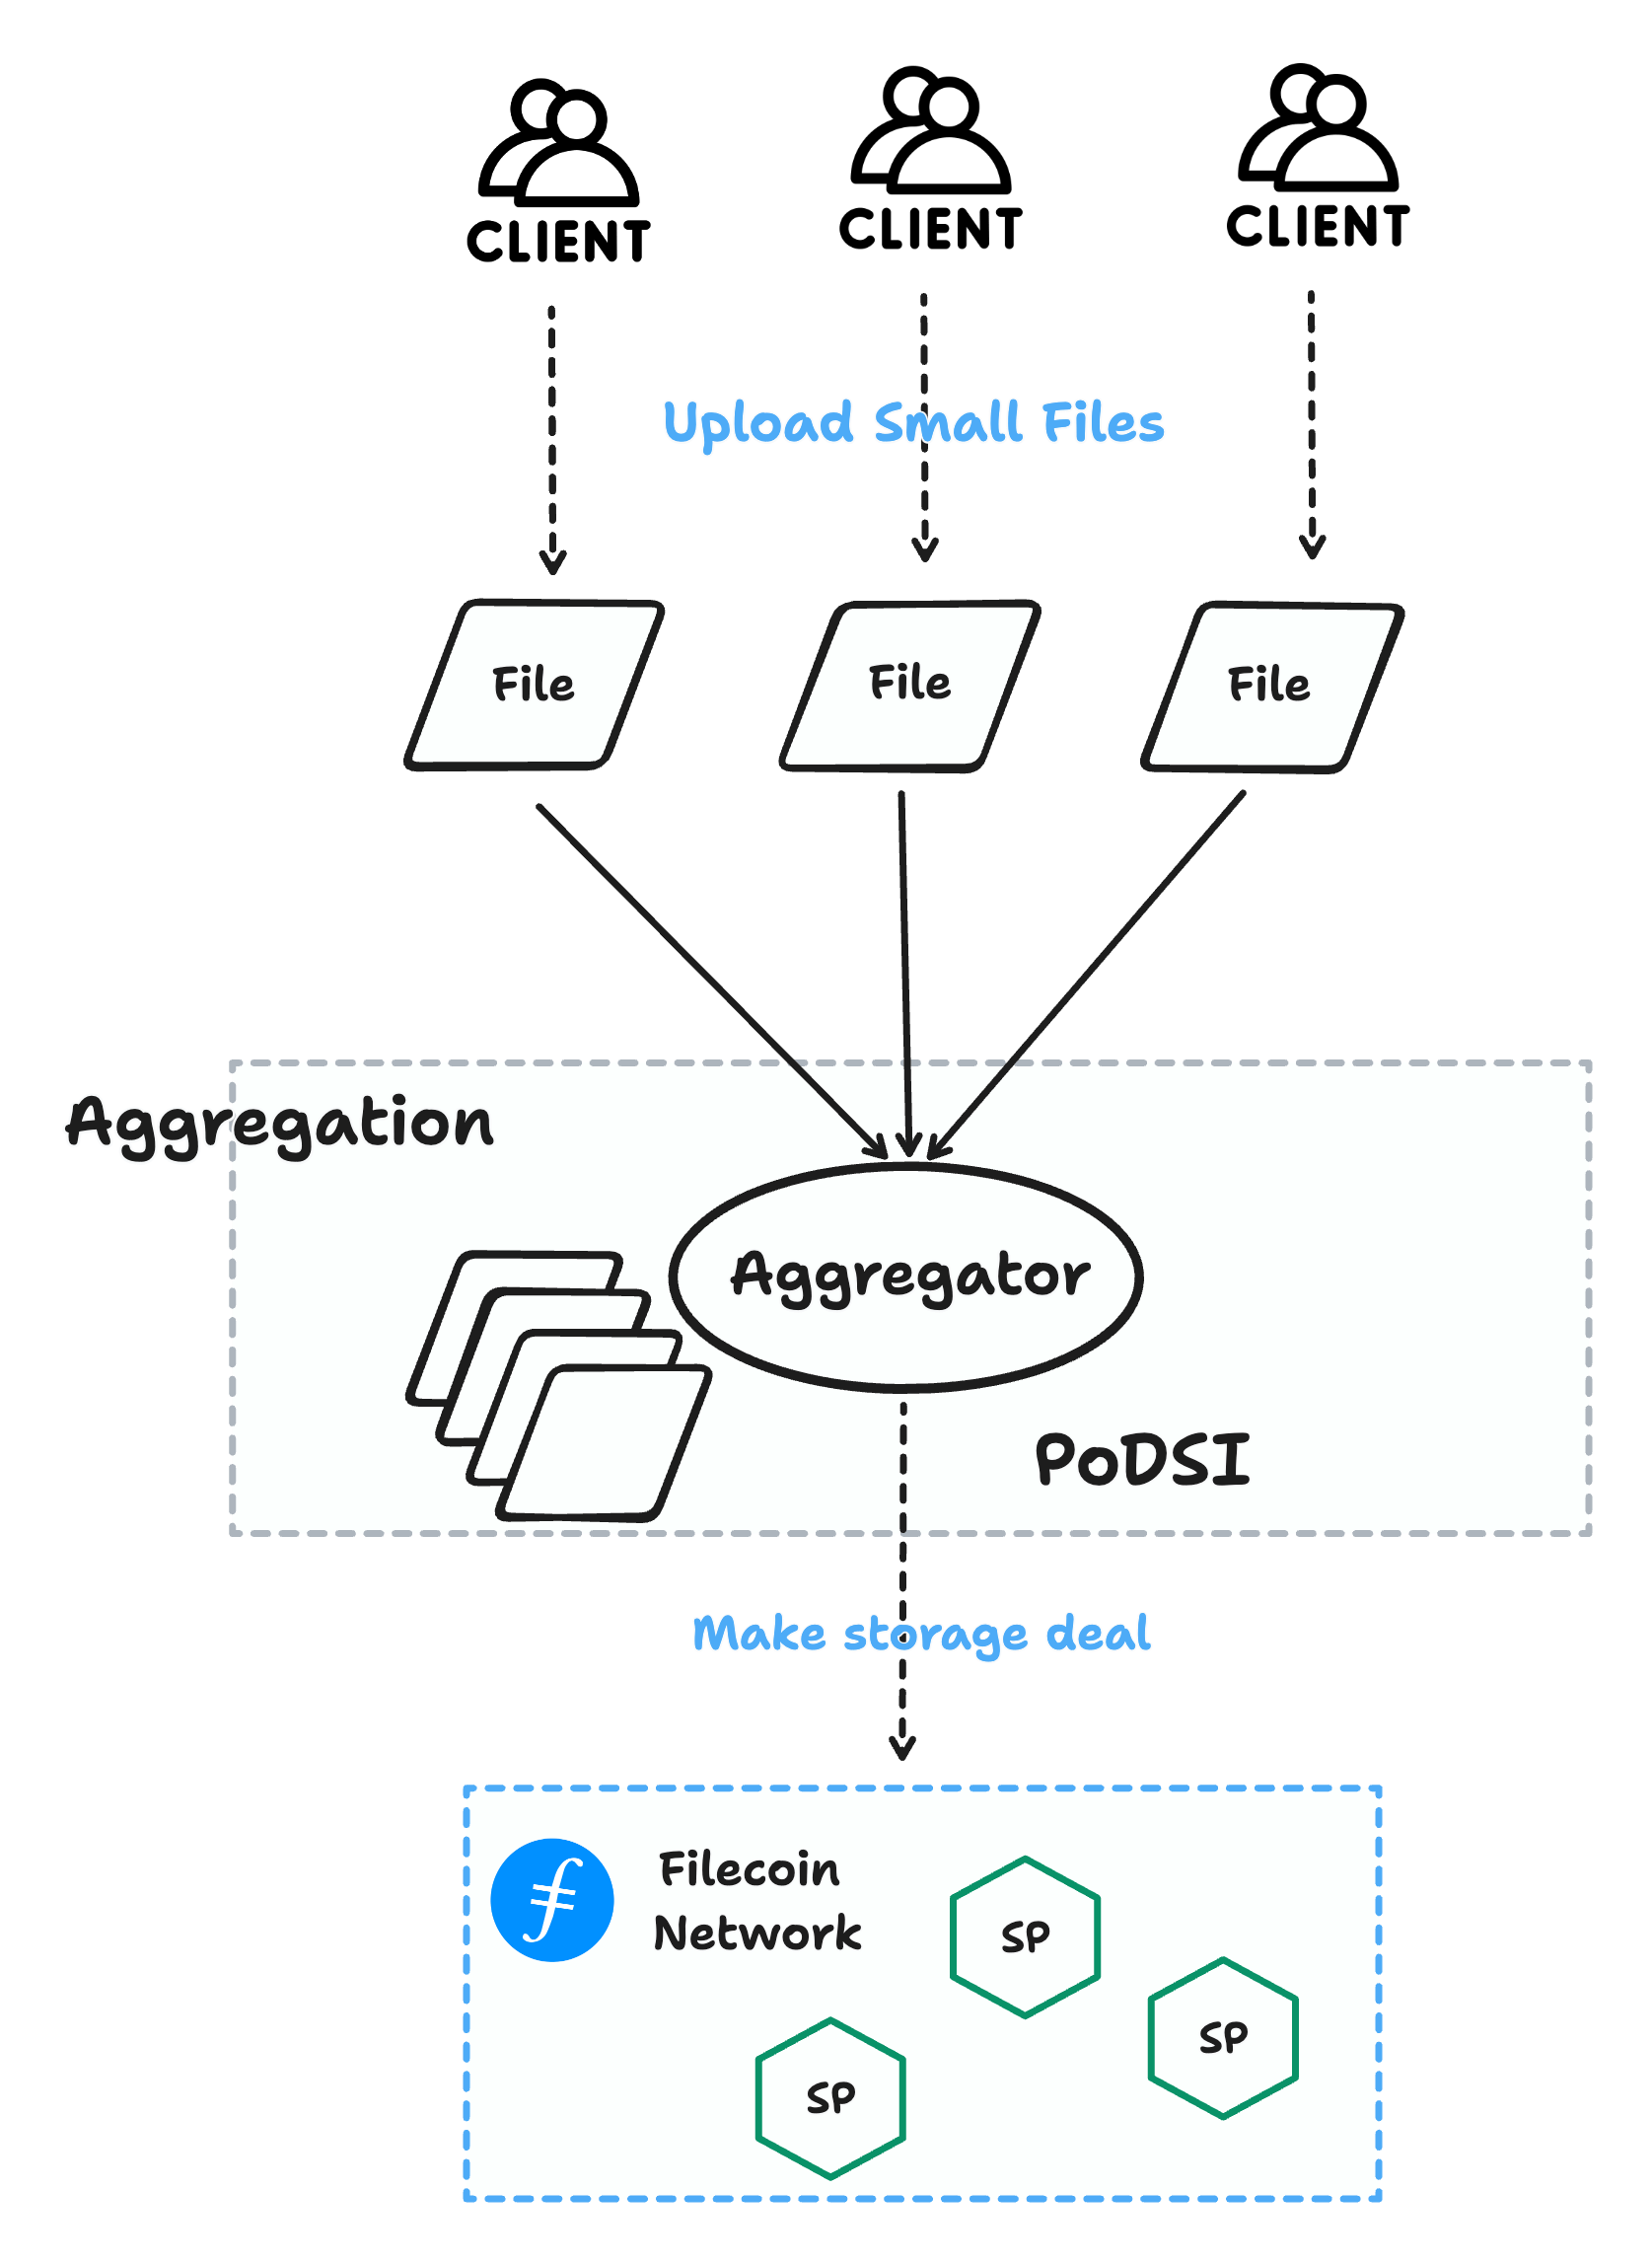 CLIENT
CLIENT
CLIENT
Upload Small Files
File
File
File
Aggregation
Aggregator
PoDSI
Make storage deal
Filecoin
Network
SP
SP
SP